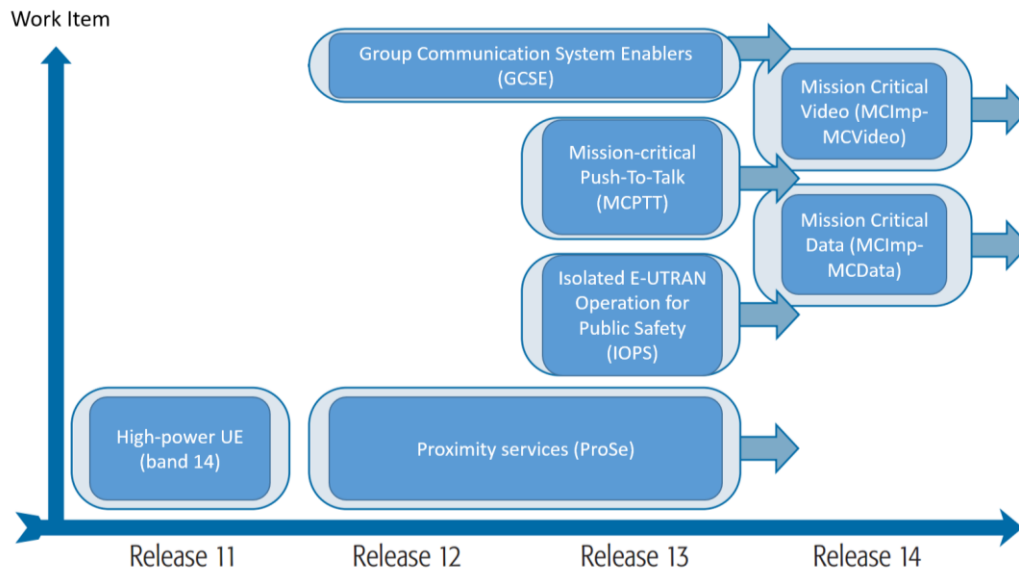 Work Item
Group Communication System Enablers
(GCSE)
Mission Critical
Video (MCImp-
MCVideo)
Mission-critical
Push-To-Talk
(MCPTT)
Mission Critical
Data (MCImp-
MCData)
Isolated E-UTRAN
Operation for
Public Safety
(IOPS)
High-power UE
(band 14)
Proximity services (ProSe)
Release 11
Release 12
Release 13
Release 14